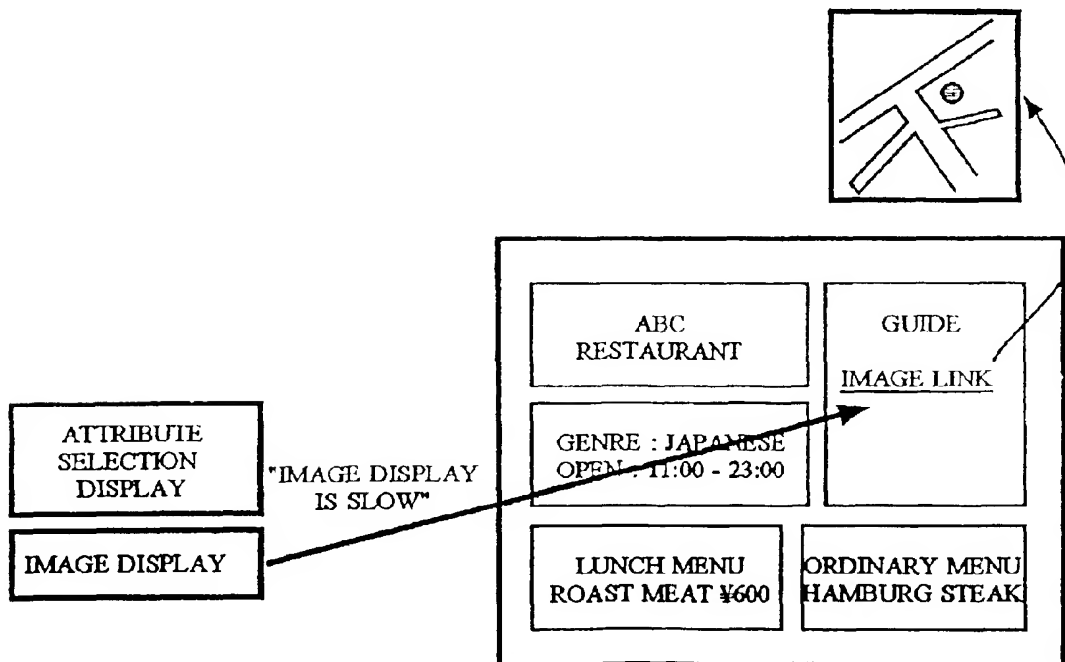 ABC
RESTAURANT
GUIDE
IMAGE LINK
GENRE : JAPANESE
OPEN : 11:00 - 23:00
ATTRIBUTE
SELECTION
DISPLAY
"IMAGE DISPLAY
IS SLOW"
IMAGE DISPLAY
LUNCH MENU
ROAST MEAT ¥600
ORDINARY MENU
HAMBURG STEAK